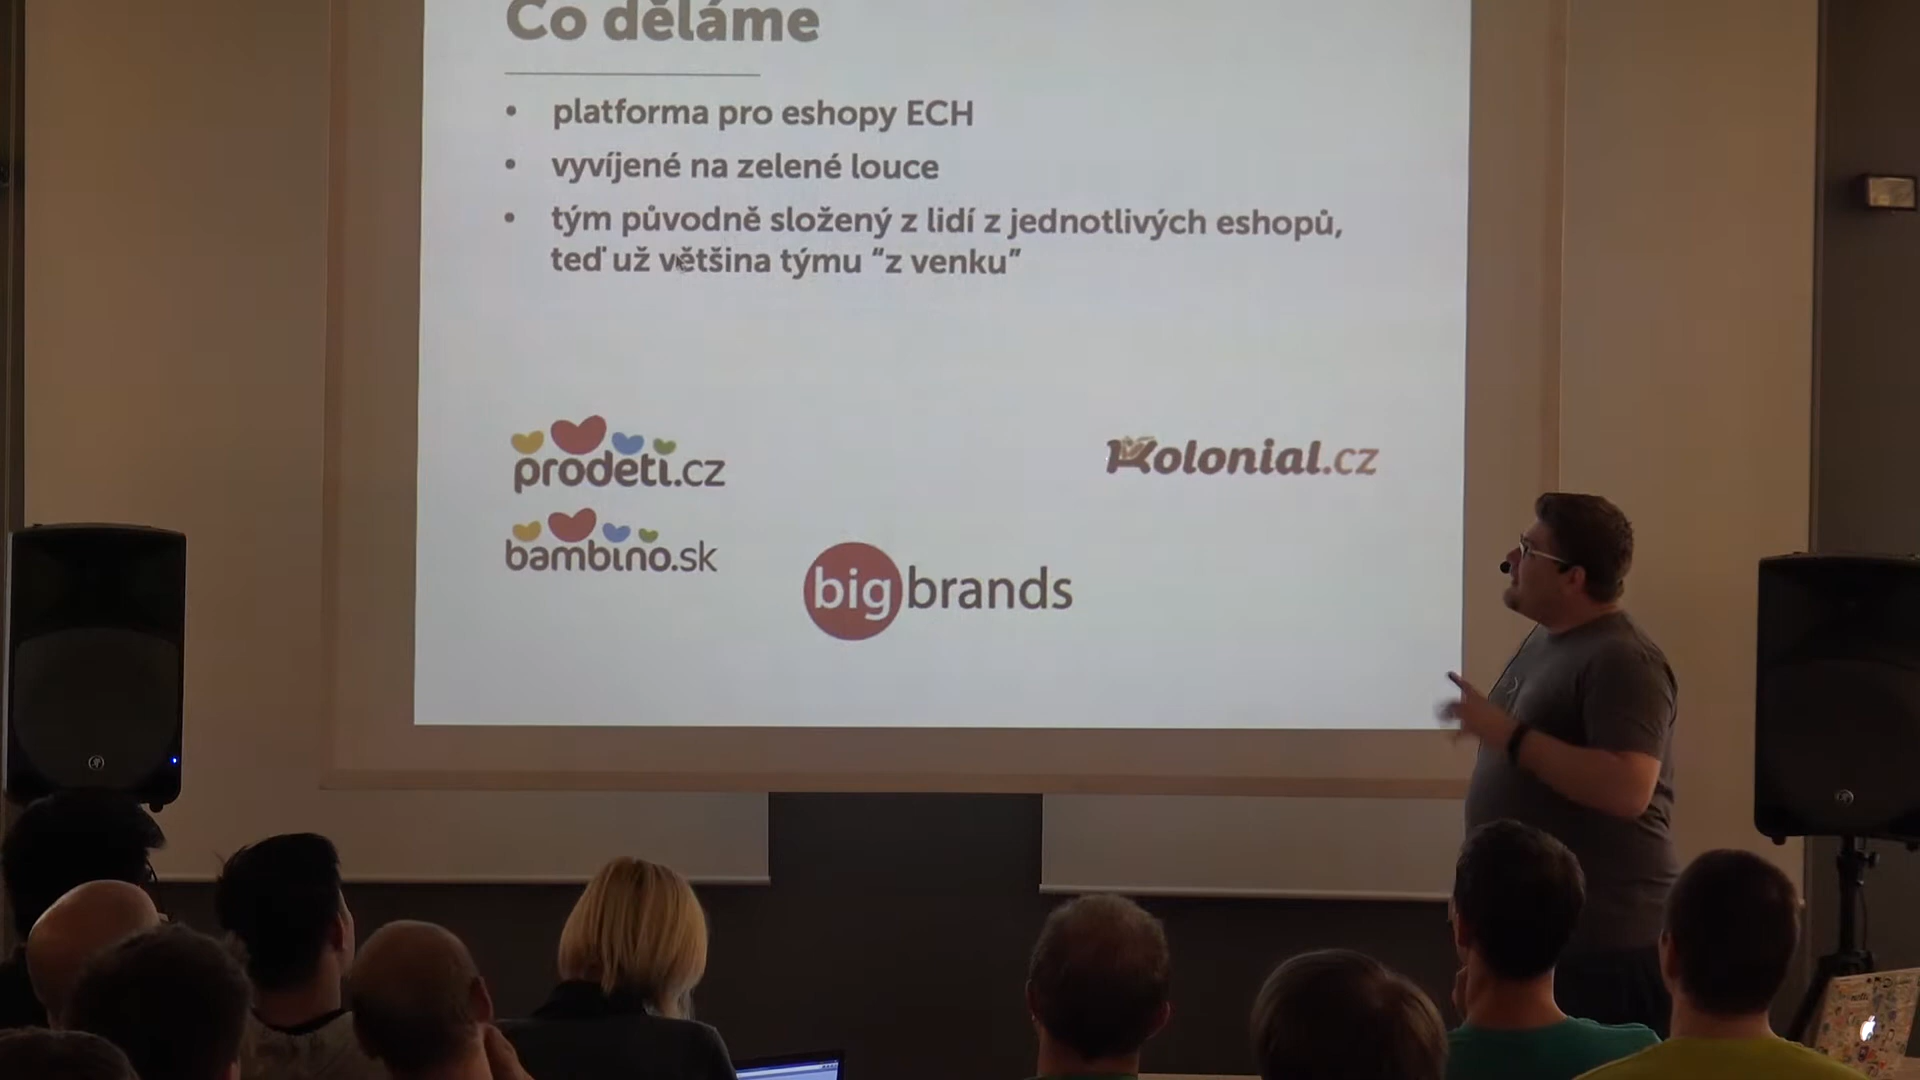 Co děláme
• platforma pro eshopy ECH
• vyvíjené na zelené louce
• tým původně složený z lidí z jednotlivých eshopů,
teď už většina týmu “z venku”
prodeti.cz
Kolonial.cz
bambino.sk
bigbrands